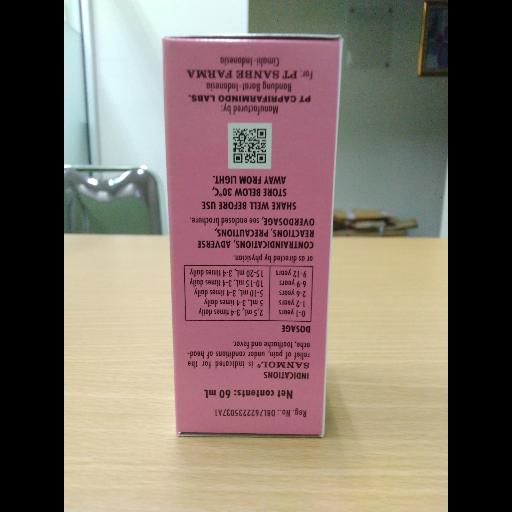 Reg. No.: DBL7622223503741
Net contents: 60 mL
INDICATIONS
SANMOL® is indicated for the
relief of pain, under conditions of head-
ache, toothache and fever.
DOSAGE
0-1 years 2,5 mL, 3-4 times daily
1-2 years 5 mL, 3-4 times daily
2-6 years 5-10 mL, 3-4 times daily
6-9 years 10-15 mL, 3-4 times daily
9-12 years 15-20 mL, 3-4 times daily
or as directed by physician.
CONTRAINDICATIONS, ADVERSE
REACTIONS, PRECAUTIONS,
OVERDOSAGE, see enclosed brochure.
SHAKE WELL BEFORE USE
STORE BELOW 30°C,
AWAY FROM LIGHT.
Manufactured by:
PT CAPRIFARMINDO LABS.
Bandung Barat-Indonesia
For: PT SANBE FARMA
Cimahi-Indonesia